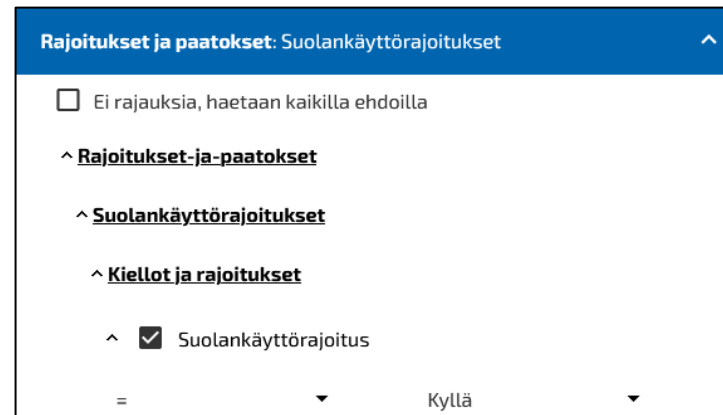 Rajoitukset ja paatokset: Suolankäyttörajoitukset
Ei rajauksia, haetaan kaikilla ehdoilla
Rajoitukset-ja-paatokset
Suolankäyttörajoitukset
Kiellot ja rajoitukset
Suolankäyttörajoitus
= Kyllä